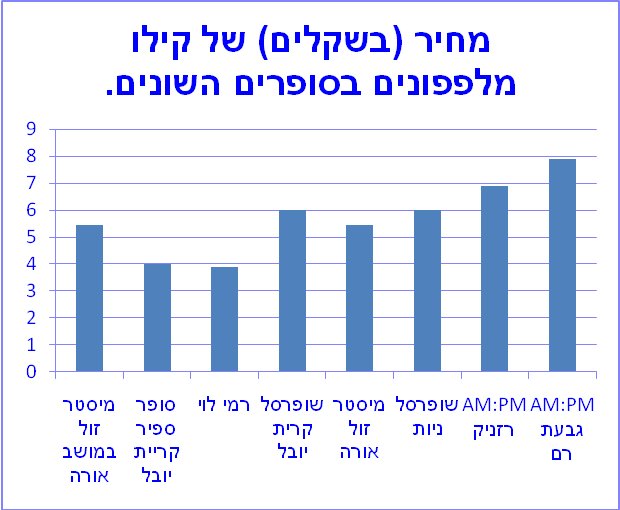 מחיר (בשקלים) של קילו
מלפפונים בסופרים השונים.
9
8
7
6
5
4
3
2
1
0
מיסטר
זול
במושב
אורה
סופר
ספיר
קריית
יובל
רמי לוי
שופרסל
קרית
יובל
מיסטר
זול
אורה
שופרסל
ניות
AM:PM
רזניק
AM:PM
גבעת
רם